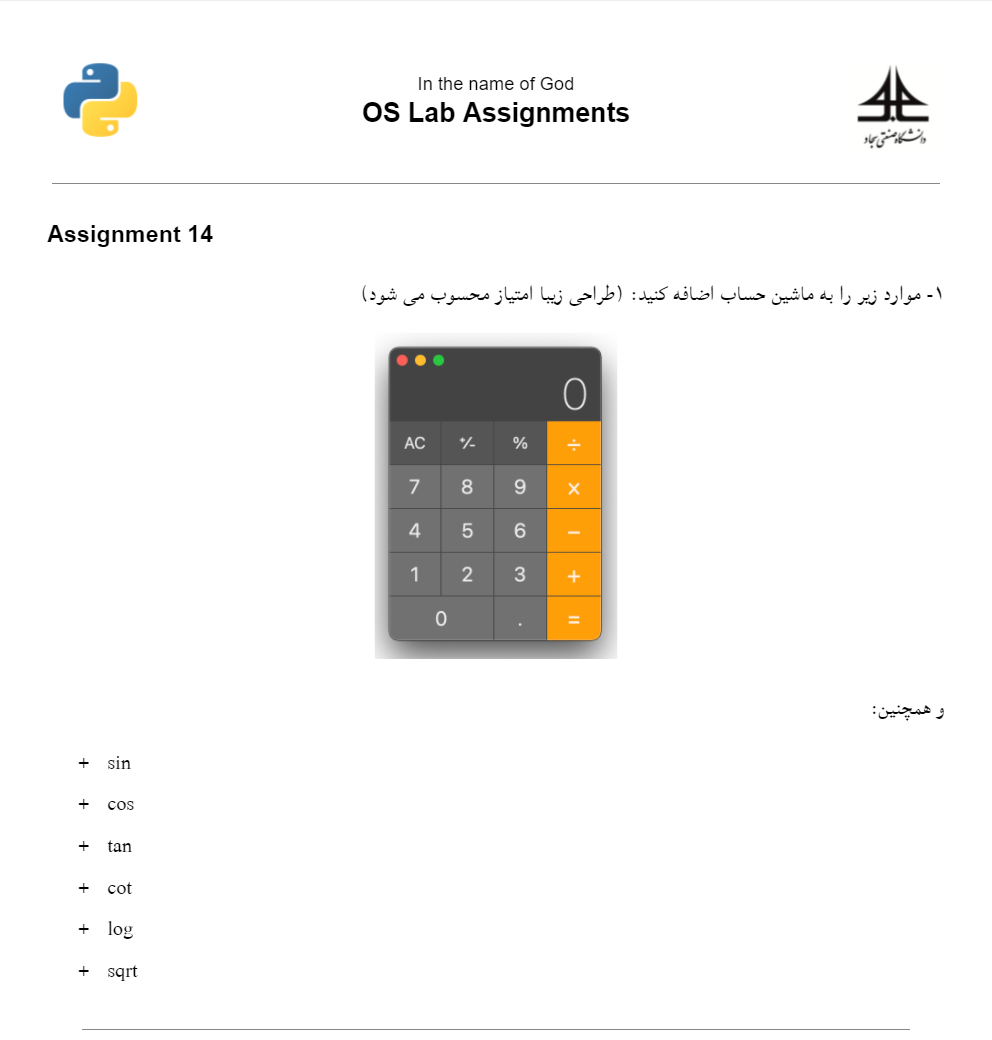 In the name of God
OS Lab Assignments
دانشگاه صنعتی سجاد
Assignment 14
۱- موارد زیر را به ماشین حساب اضافه کنید: (طراحی زیبا امتیاز محسوب می شود)
0
AC ⁺∕₋ % ÷
7 8 9 x
4 5 6 −
1 2 3 +
0 . =
و همچنین:
+ sin
+ cos
+ tan
+ cot
+ log
+ sqrt